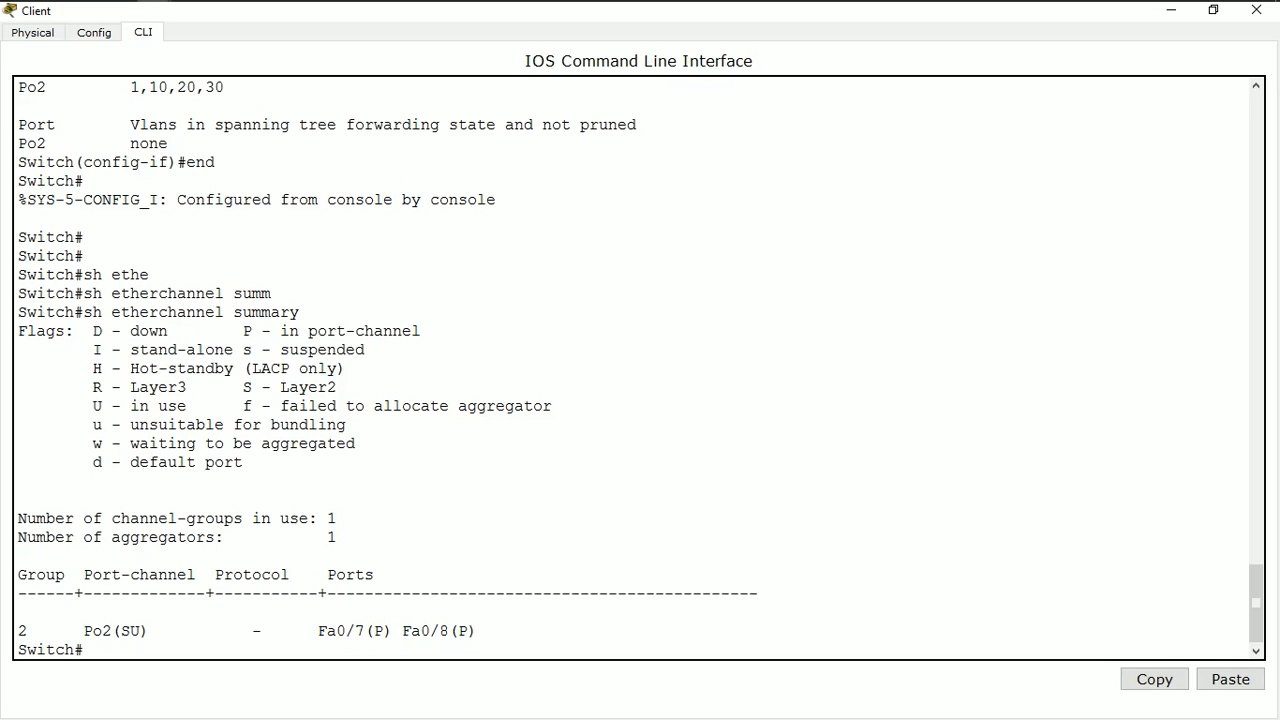 Client
Physical Config CLI
IOS Command Line Interface
Po2         1,10,20,30
Port        Vlans in spanning tree forwarding state and not pruned
Po2         none
Switch(config-if)#end
Switch#
%SYS-5-CONFIG_I: Configured from console by console
Switch#
Switch#
Switch#sh ethe
Switch#sh etherchannel summ
Switch#sh etherchannel summary
Flags:  D - down        P - in port-channel
        I - stand-alone s - suspended
        H - Hot-standby (LACP only)
        R - Layer3      S - Layer2
        U - in use      f - failed to allocate aggregator
        u - unsuitable for bundling
        w - waiting to be aggregated
        d - default port
Number of channel-groups in use: 1
Number of aggregators:           1
Group  Port-channel  Protocol    Ports
------+-------------+-----------+----------------------------------------------
2      Po2(SU)           -      Fa0/7(P) Fa0/8(P)
Switch#
Copy Paste